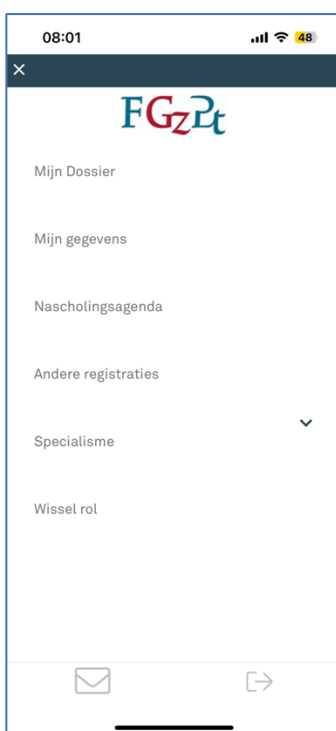 08:01
48
FGzPt
Mijn Dossier
Mijn gegevens
Nascholingsagenda
Andere registraties
Specialisme
Wissel rol